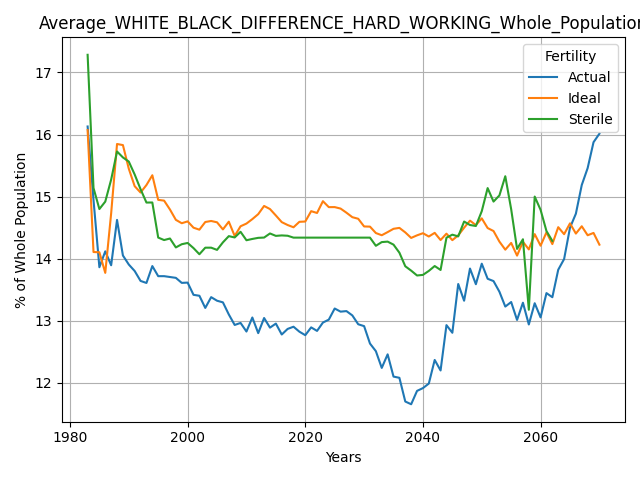 Average_WHITE_BLACK_DIFFERENCE_HARD_WORKING_Whole_Population
% of Whole Population
17
16
15
14
13
12
Fertility
Actual
Ideal
Sterile
1980
2000
2020
2040
2060
Years